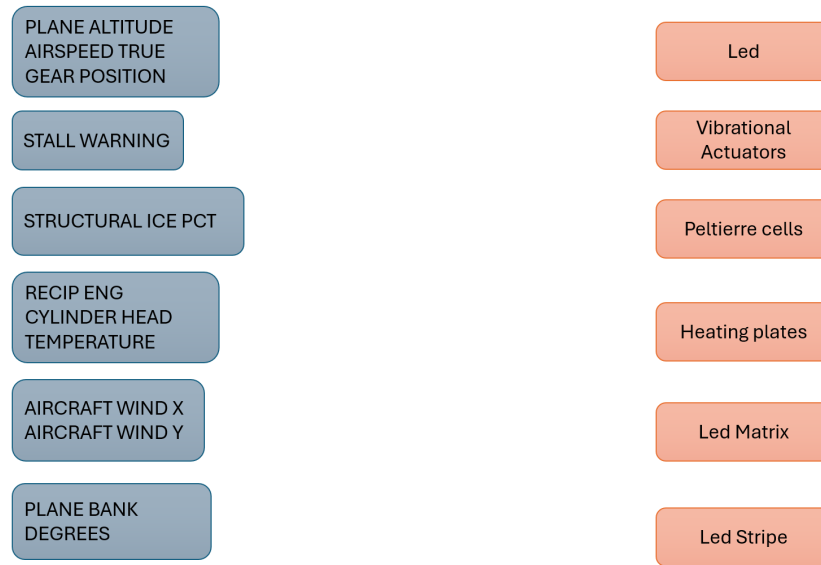 PLANE ALTITUDE
AIRSPEED TRUE
GEAR POSITION
Led
STALL WARNING
Vibrational
Actuators
STRUCTURAL ICE PCT
Peltierre cells
RECIP ENG
CYLINDER HEAD
TEMPERATURE
Heating plates
AIRCRAFT WIND X
AIRCRAFT WIND Y
Led Matrix
PLANE BANK
DEGREES
Led Stripe